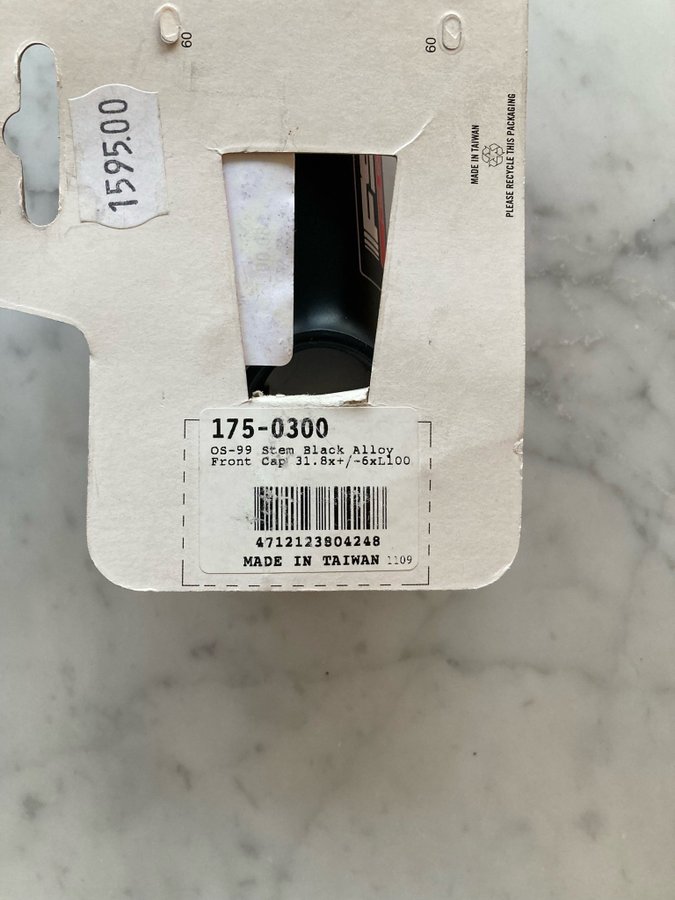 60
60
1595.00
MADE IN TAIWAN
PLEASE RECYCLE THIS PACKAGING
175-0300
OS-99 Stem Black Alloy
Front Cap 31.8x+/-6xL100
4712123804248
MADE IN TAIWAN 1109